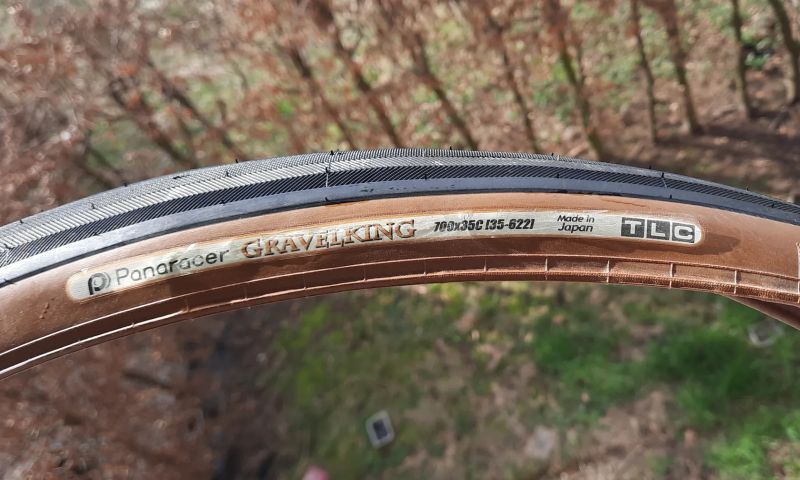 Panaracer GRAVELKING 700x35C [35-622] Made in
Japan TLC